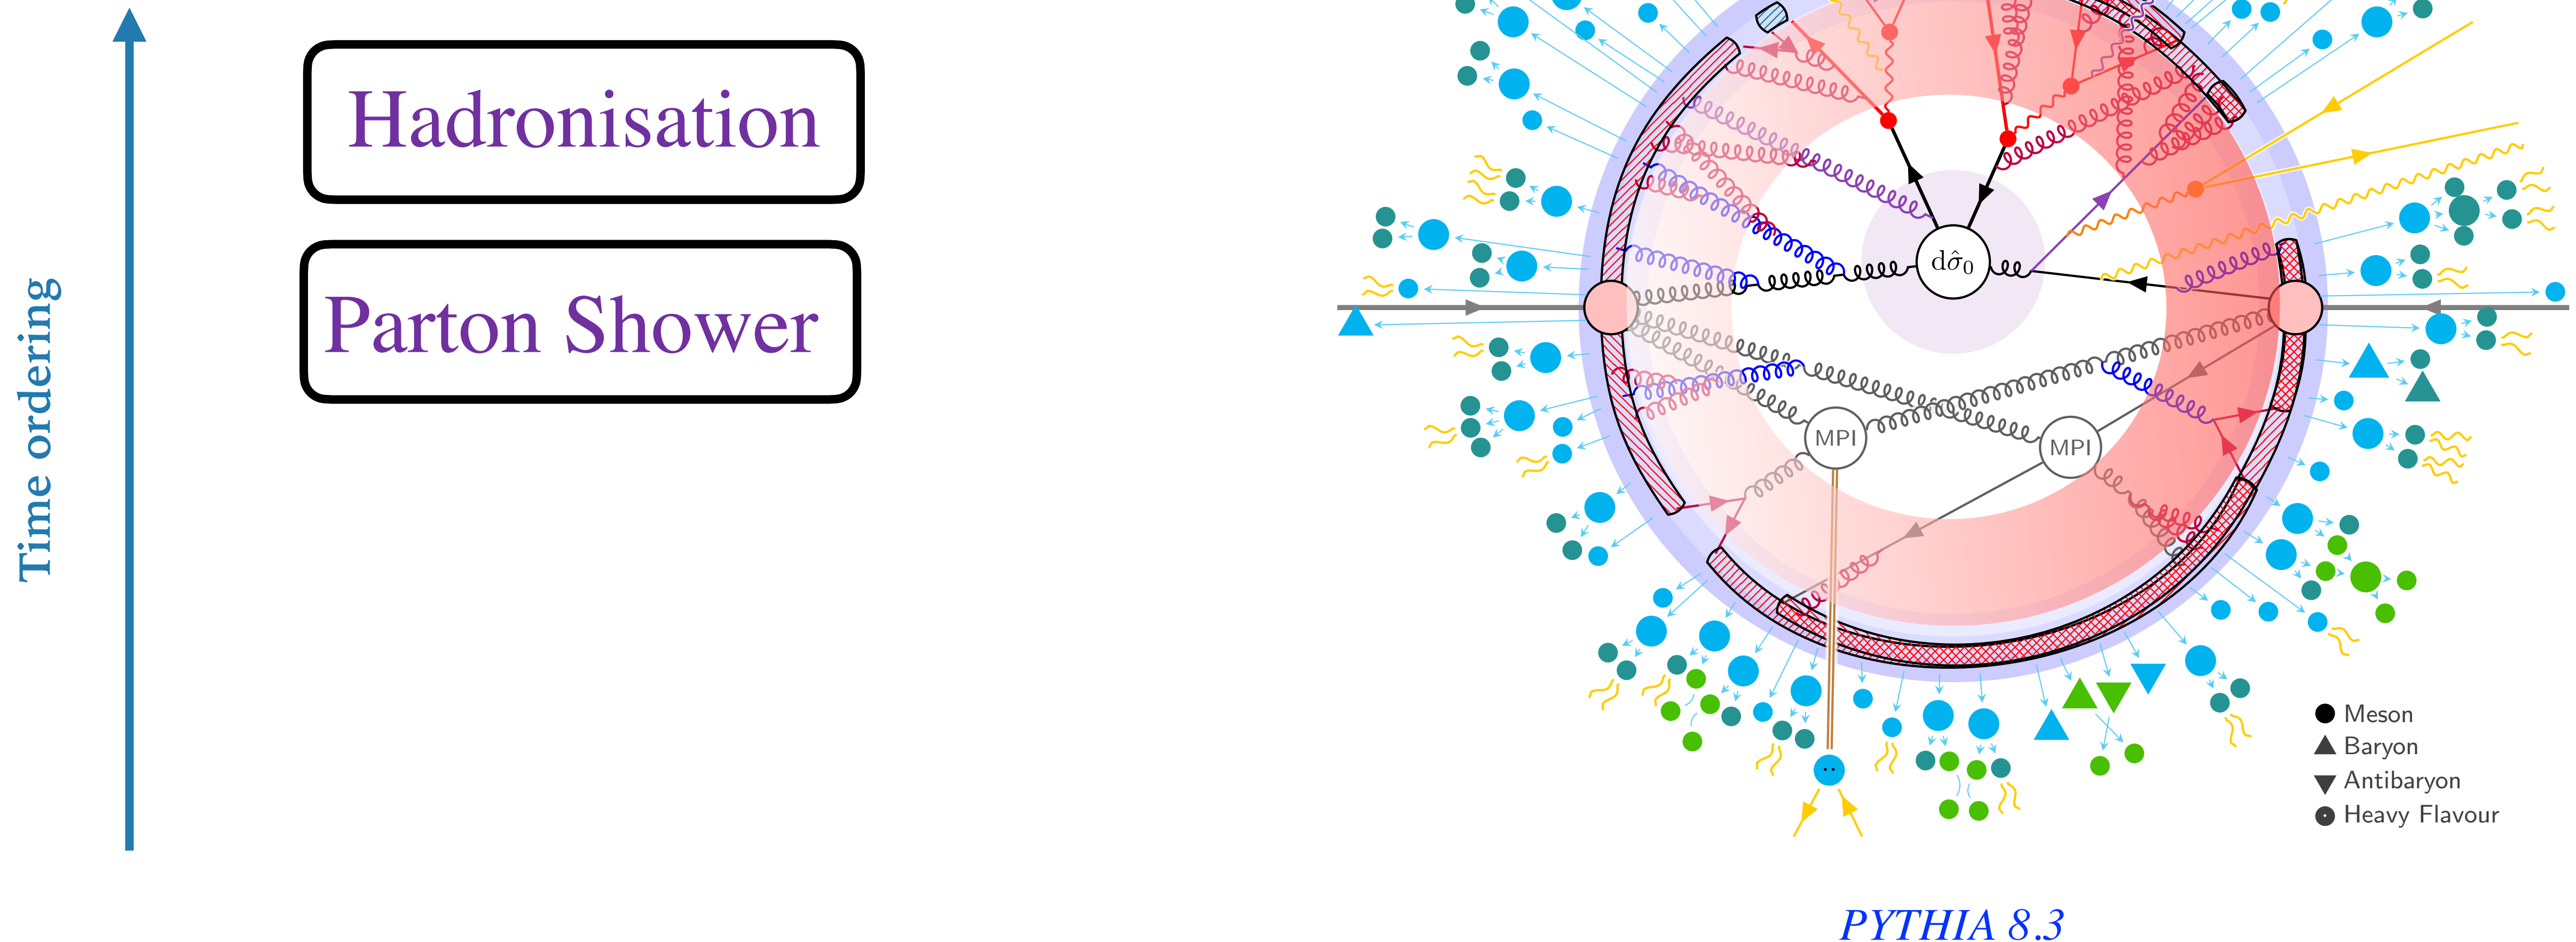 Time ordering
Hadronisation
Parton Shower
dσ̂₀
MPI
MPI
Meson
Baryon
Antibaryon
Heavy Flavour
PYTHIA 8.3